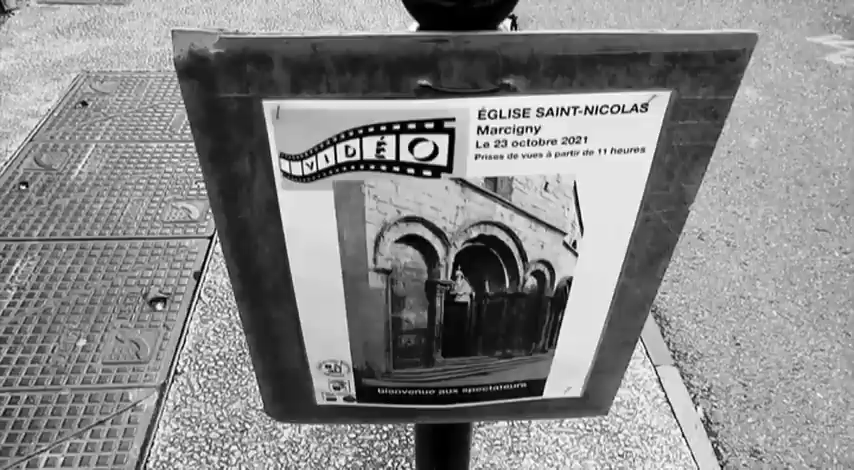 ÉGLISE SAINT-NICOLAS
Marcigny
Le 23 octobre 2021
Prises de vues à partir de 11 heures
VIDÉO
bienvenue aux spectateurs